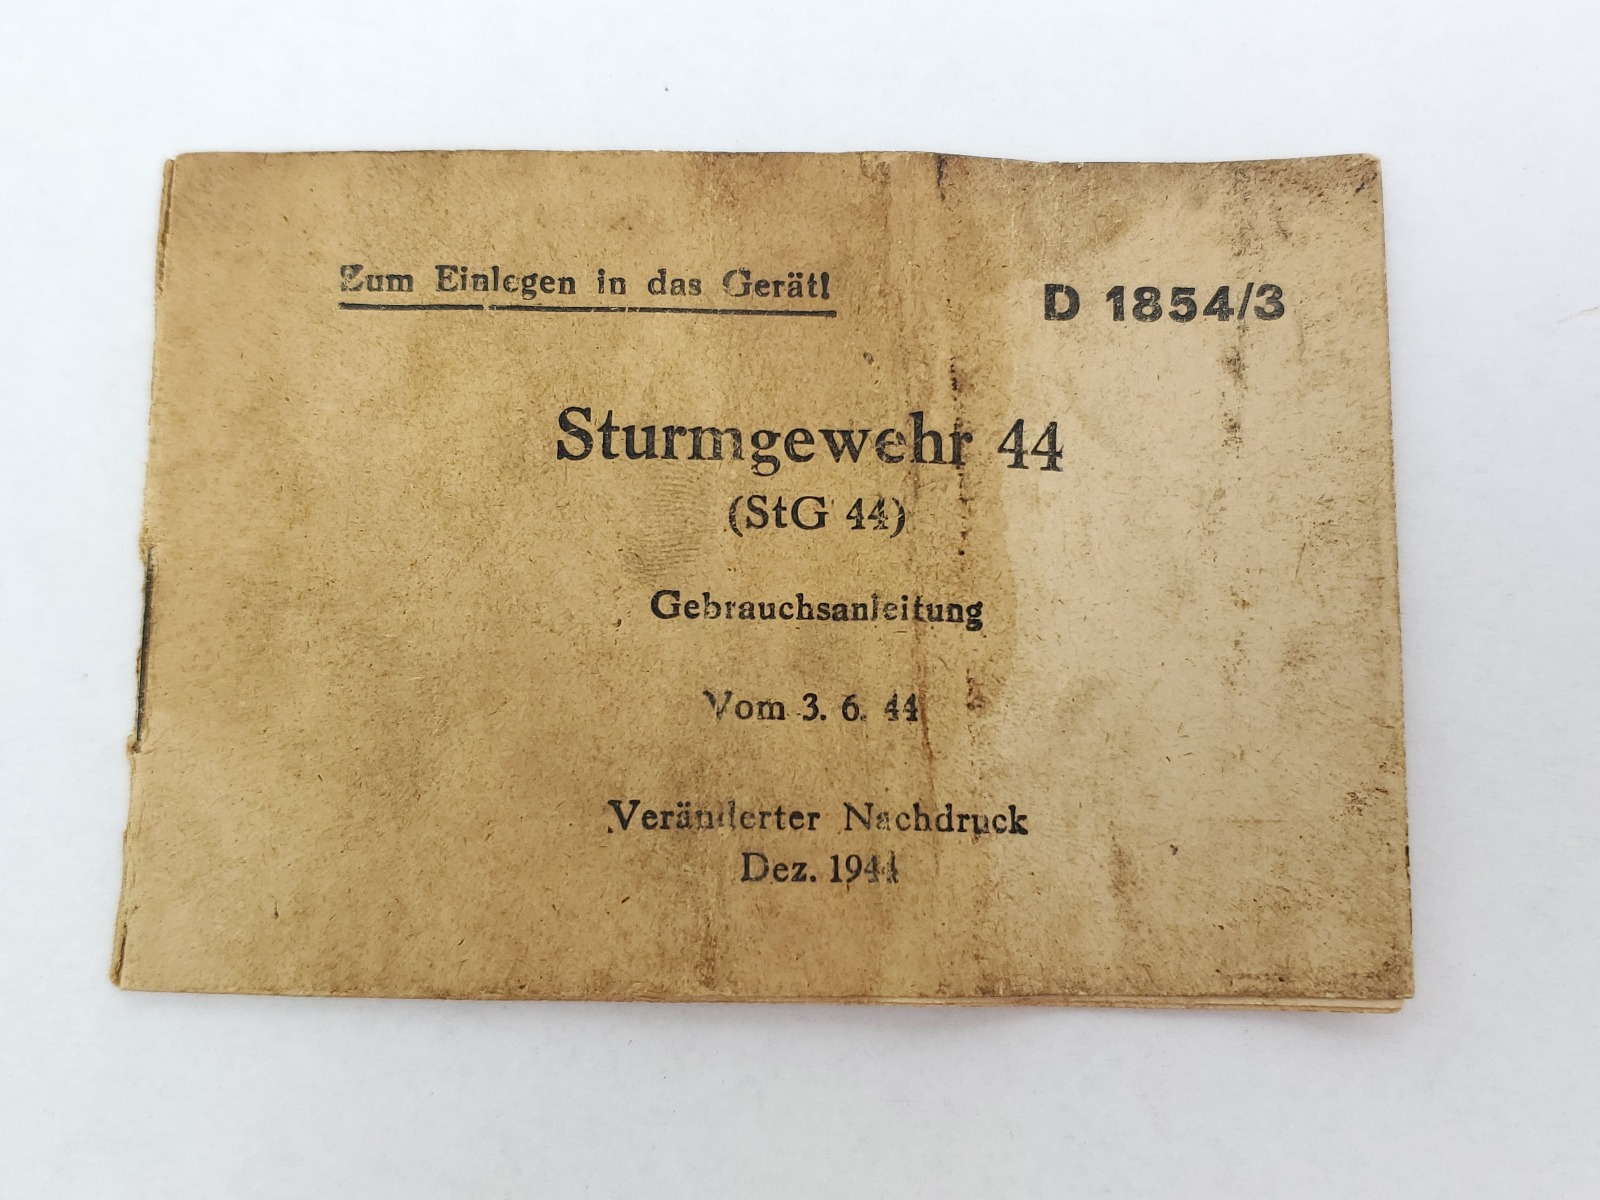 Zum Einlegen in das Gerät!
D 1854/3
Sturmgewehr 44
(StG 44)
Gebrauchsanleitung
Vom 3. 6. 44
Veränderter Nachdruck
Dez. 1944